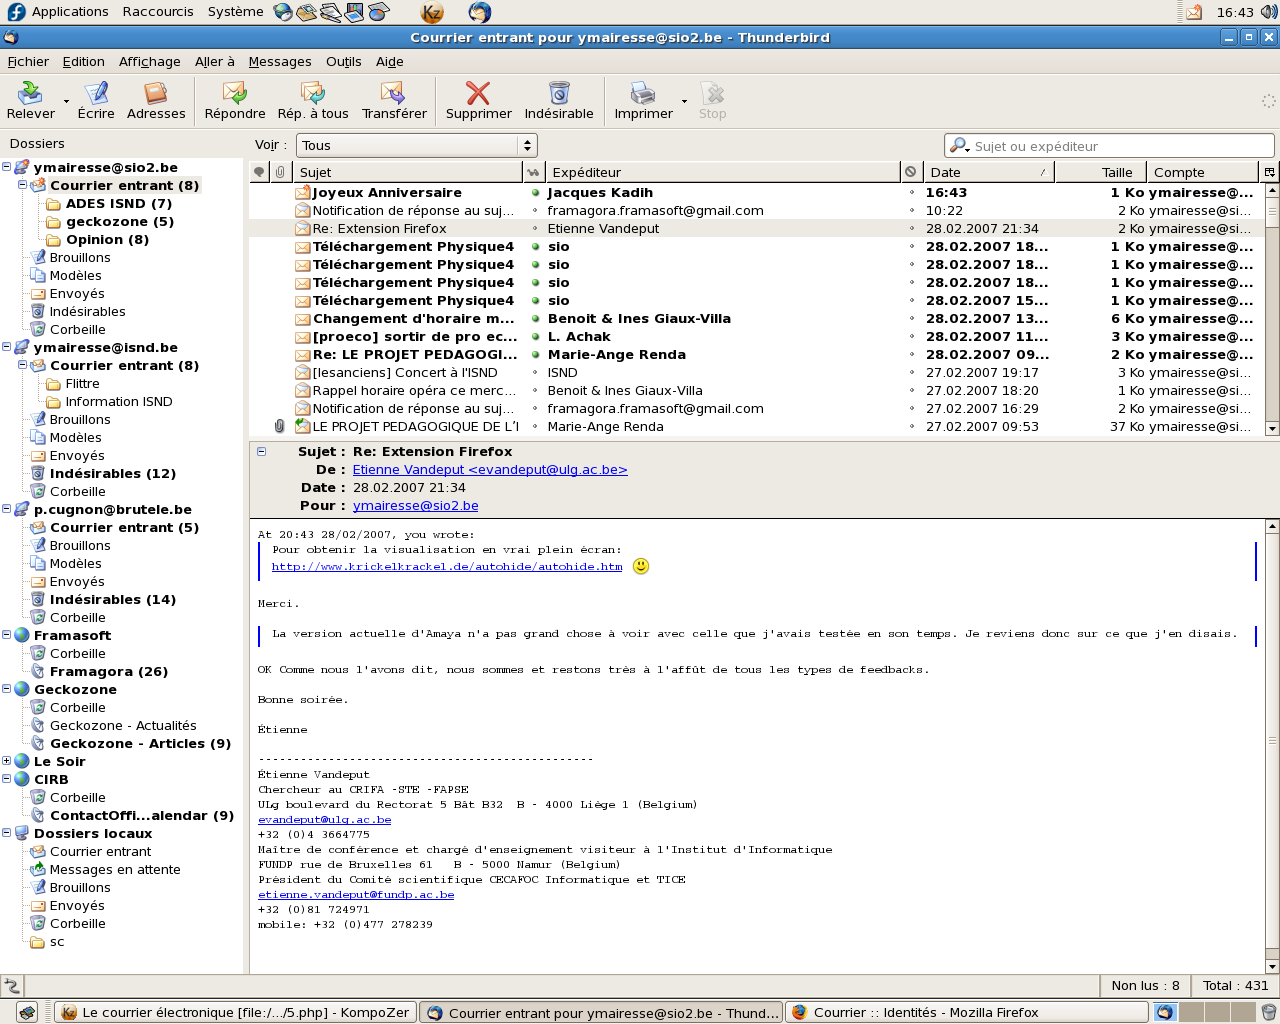 Applications Raccourcis Système 16:43
Courrier entrant pour ymairesse@sio2.be - Thunderbird
Fichier Edition Affichage Aller à Messages Outils Aide
Relever Écrire Adresses Répondre Rép. à tous Transférer Supprimer Indésirable Imprimer Stop
Dossiers
Voir : Tous
Sujet ou expéditeur
ymairesse@sio2.be
Courrier entrant (8)
ADES ISND (7)
geckozone (5)
Opinion (8)
Brouillons
Modèles
Envoyés
Indésirables
Corbeille
ymairesse@isnd.be
Courrier entrant (8)
Flittre
Information ISND
Brouillons
Modèles
Envoyés
Indésirables (12)
Corbeille
p.cugnon@brutele.be
Courrier entrant (5)
Brouillons
Modèles
Envoyés
Indésirables (14)
Corbeille
Framasoft
Corbeille
Framagora (26)
Geckozone
Corbeille
Geckozone - Actualités
Geckozone - Articles (9)
Le Soir
CIRB
Corbeille
ContactOffi...alendar (9)
Dossiers locaux
Courrier entrant
Messages en attente
Brouillons
Envoyés
Corbeille
sc
Sujet Expéditeur Date Taille Compte
Joyeux Anniversaire Jacques Kadih 16:43 1 Ko ymairesse@...
Notification de réponse au suj... framagora.framasoft@gmail.com 10:22 2 Ko ymairesse@si...
Re: Extension Firefox Etienne Vandeput 28.02.2007 21:34 2 Ko ymairesse@si...
Téléchargement Physique4 sio 28.02.2007 18... 1 Ko ymairesse@...
Téléchargement Physique4 sio 28.02.2007 18... 1 Ko ymairesse@...
Téléchargement Physique4 sio 28.02.2007 18... 1 Ko ymairesse@...
Téléchargement Physique4 sio 28.02.2007 15... 1 Ko ymairesse@...
Changement d'horaire m... Benoit & Ines Giaux-Villa 28.02.2007 13... 6 Ko ymairesse@...
[proeco] sortir de pro ec... L. Achak 28.02.2007 11... 3 Ko ymairesse@...
Re: LE PROJET PEDAGOGI... Marie-Ange Renda 28.02.2007 09... 2 Ko ymairesse@...
[lesanciens] Concert à l'ISND ISND 27.02.2007 19:17 3 Ko ymairesse@si...
Rappel horaire opéra ce merc... Benoit & Ines Giaux-Villa 27.02.2007 18:20 1 Ko ymairesse@si...
Notification de réponse au suj... framagora.framasoft@gmail.com 27.02.2007 16:29 2 Ko ymairesse@si...
LE PROJET PEDAGOGIQUE DE L'I Marie-Ange Renda 27.02.2007 09:53 37 Ko ymairesse@si...
Sujet : Re: Extension Firefox
De : Etienne Vandeput <evandeput@ulg.ac.be>
Date : 28.02.2007 21:34
Pour : ymairesse@sio2.be
At 20:43 28/02/2007, you wrote:
Pour obtenir la visualisation en vrai plein écran:
http://www.krickelkrackel.de/autohide/autohide.htm
Merci.
La version actuelle d'Amaya n'a pas grand chose à voir avec celle que j'avais testée en son temps. Je reviens donc sur ce que j'en disais.
OK Comme nous l'avons dit, nous sommes et restons très à l'affût de tous les types de feedbacks.
Bonne soirée.
Étienne
------------------------------------------------
Étienne Vandeput
Chercheur au CRIFA -STE -FAPSE
ULg boulevard du Rectorat 5 Bât B32 B - 4000 Liège 1 (Belgium)
evandeput@ulg.ac.be
+32 (0)4 3664775
Maître de conférence et chargé d'enseignement visiteur à l'Institut d'Informatique
FUNDP rue de Bruxelles 61 B - 5000 Namur (Belgium)
Président du Comité scientifique CECAFOC Informatique et TICE
etienne.vandeput@fundp.ac.be
+32 (0)81 724971
mobile: +32 (0)477 278239
Non lus : 8 Total : 431
Le courrier électronique [file:/.../5.php] - KompoZer Courrier entrant pour ymairesse@sio2.be - Thund... Courrier :: Identités - Mozilla Firefox